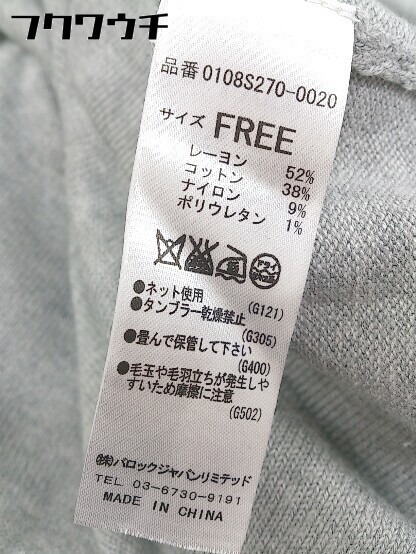 フクウクチ
品番 0108S270-0020
サイズ FREE
レーヨン 52%
コットン 38%
ナイロン 9%
ポリウレタン 1%
●ネット使用 (G121)
●タンブラー乾燥禁止 (G305)
●畳んで保管して下さい (G400)
●毛玉や毛羽立ちが発生しや
すいため摩擦に注意 (G502)
㈱バロックジャパンリミテッド
TEL 03-6730-9191
MADE IN CHINA